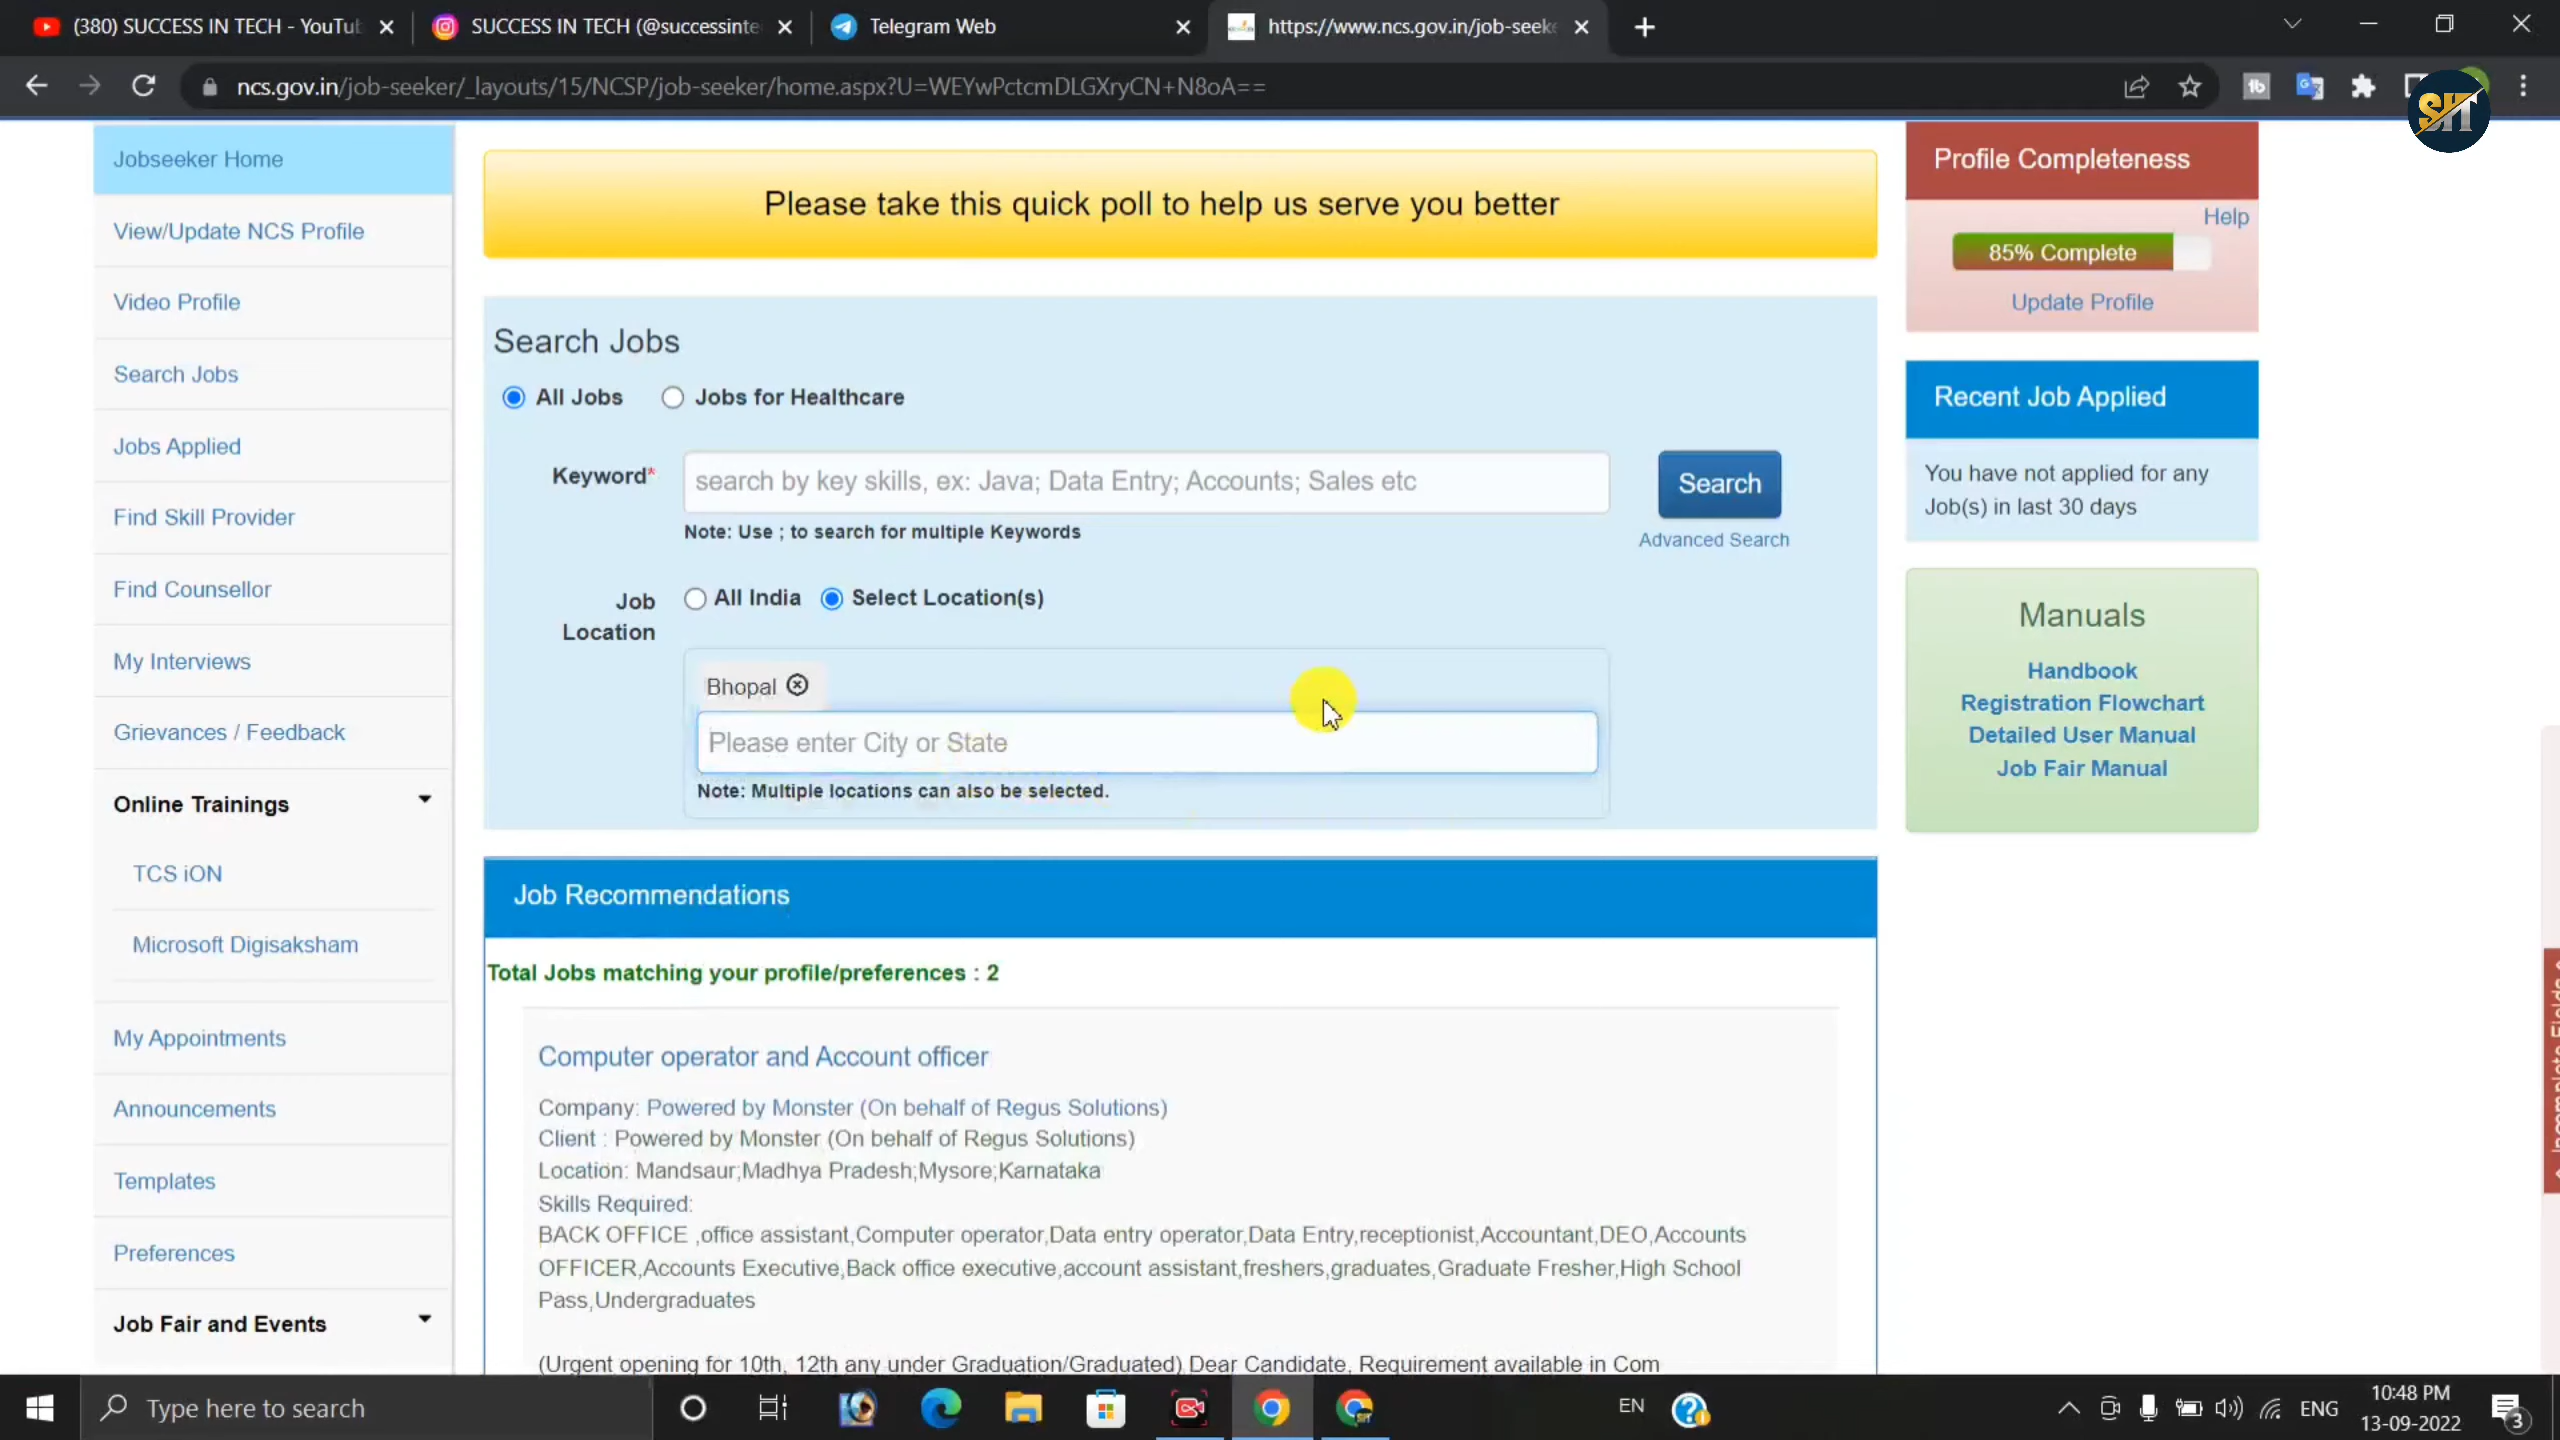 (380) SUCCESS IN TECH - YouTu
SUCCESS IN TECH (@successinte
Telegram Web
https://www.ncs.gov.in/job-seek
ncs.gov.in/job-seeker/_layouts/15/NCSP/job-seeker/home.aspx?U=WEYwPctcmDLGXryCN+N8oA==
SHT
Jobseeker Home
View/Update NCS Profile
Video Profile
Search Jobs
Jobs Applied
Find Skill Provider
Find Counsellor
My Interviews
Grievances / Feedback
Online Trainings
TCS iON
Microsoft Digisaksham
My Appointments
Announcements
Templates
Preferences
Job Fair and Events
Please take this quick poll to help us serve you better
Search Jobs
All Jobs
Jobs for Healthcare
Keyword*
search by key skills, ex: Java; Data Entry; Accounts; Sales etc
Search
Note: Use ; to search for multiple Keywords
Advanced Search
Job
Location
All India
Select Location(s)
Bhopal
Please enter City or State
Note: Multiple locations can also be selected.
Job Recommendations
Total Jobs matching your profile/preferences : 2
Computer operator and Account officer
Company: Powered by Monster (On behalf of Regus Solutions)
Client : Powered by Monster (On behalf of Regus Solutions)
Location: Mandsaur;Madhya Pradesh;Mysore;Karnataka
Skills Required:
BACK OFFICE ,office assistant,Computer operator,Data entry operator,Data Entry,receptionist,Accountant,DEO,Accounts
OFFICER,Accounts Executive,Back office executive,account assistant,freshers,graduates,Graduate Fresher,High School
Pass,Undergraduates
(Urgent opening for 10th, 12th any under Graduation/Graduated) Dear Candidate, Requirement available in Com
Profile Completeness
Help
85% Complete
Update Profile
Recent Job Applied
You have not applied for any
Job(s) in last 30 days
Manuals
Handbook
Registration Flowchart
Detailed User Manual
Job Fair Manual
Incomplete Fields
Type here to search
EN
ENG
10:48 PM
13-09-2022
3